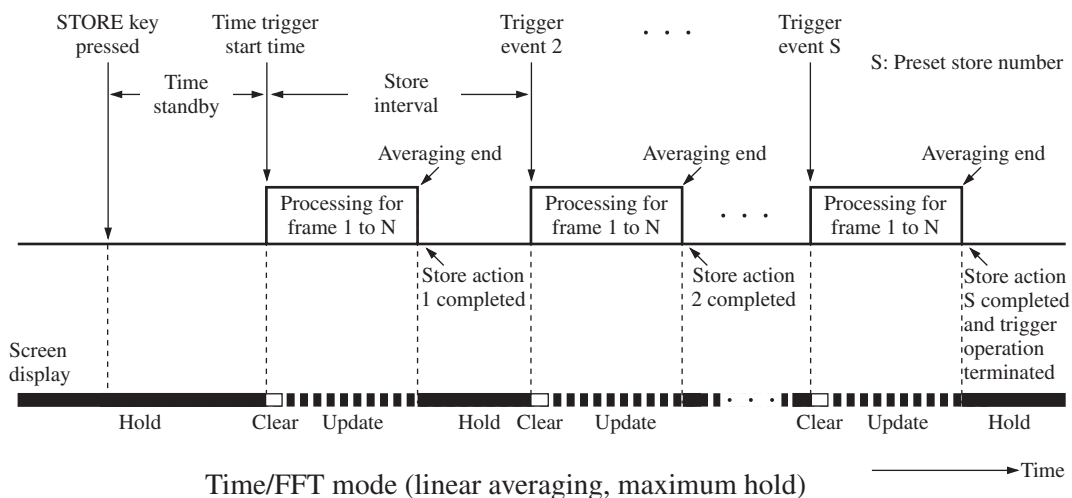 STORE key
pressed
Time trigger
start time
Trigger
event 2
. . .
Trigger
event S
S: Preset store number
Time
standby
Store
interval
Averaging end
Averaging end
Averaging end
Processing for
frame 1 to N
Processing for
frame 1 to N
. . .
Processing for
frame 1 to N
Store action
1 completed
Store action
2 completed
Store action
S completed
and trigger
operation
terminated
Screen
display
. . .
Hold
Clear
Update
Hold
Clear
Update
Clear
Update
Hold
Time
Time/FFT mode (linear averaging, maximum hold)